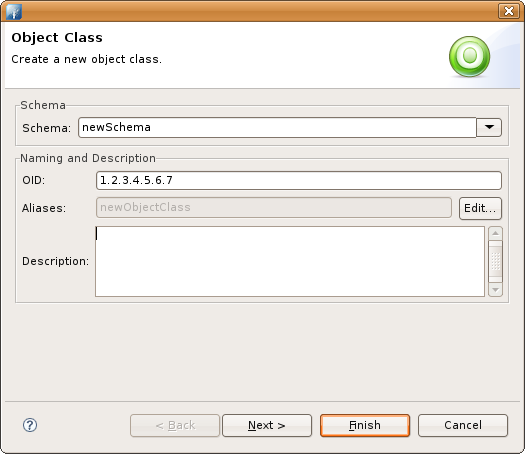 Object Class
Create a new object class.
Schema
Schema: newSchema
Naming and Description
OID: 1.2.3.4.5.6.7
Aliases: newObjectClass Edit...
Description:
? < Back Next > Finish Cancel